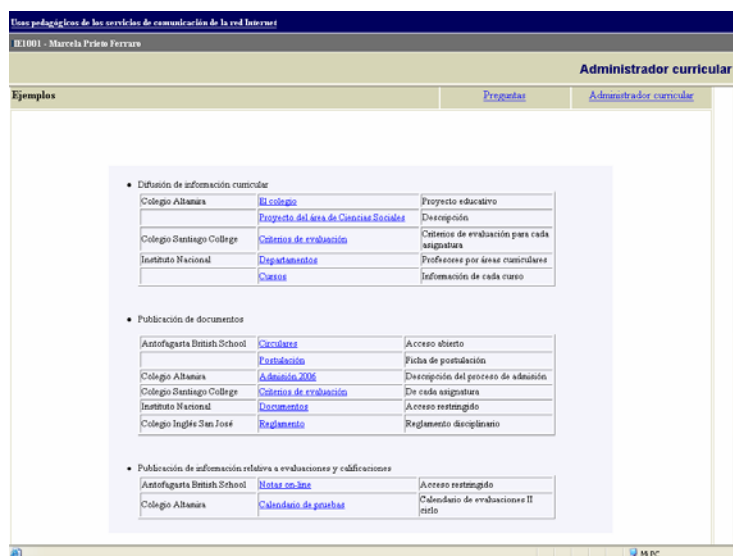 Usos pedagógicos de los servicios de comunicación de la red Internet
IE1001 - Marcela Prieto Ferraro
Administrador curricular
Ejemplos Preguntas Administrador curricular
• Difusión de información curricular
Colegio Altamira El colegio Proyecto educativo
Proyecto del área de Ciencias Sociales Descripción
Colegio Santiago College Criterios de evaluación Criterios de evaluación para cada
asignatura
Instituto Nacional Departamentos Profesores por áreas curriculares
Cursos Información de cada curso
• Publicación de documentos
Antofagasta British School Circulares Acceso abierto
Postulación Ficha de postulación
Colegio Altamira Admisión 2006 Descripción del proceso de admisión
Colegio Santiago College Criterios de evaluación De cada asignatura
Instituto Nacional Documentos Acceso restringido
Colegio Inglés San José Reglamento Reglamento disciplinario
• Publicación de información relativa a evaluaciones y calificaciones
Antofagasta British School Notas on-line Acceso restringido
Colegio Altamira Calendario de pruebas Calendario de evaluaciones II
ciclo
Mi PC